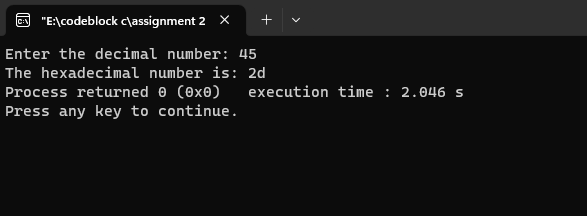 "E:\codeblock c\assignment 2
Enter the decimal number: 45
The hexadecimal number is: 2d
Process returned 0 (0x0)   execution time : 2.046 s
Press any key to continue.